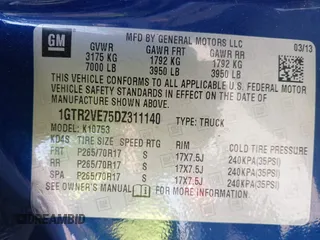 GM
MFD BY GENERAL MOTORS LLC
03/13
GVWR GAWR FRT GAWR RR
3175 KG 1792 KG 1792 KG
7000 LB 3950 LB 3950 LB
THIS VEHICLE CONFORMS TO ALL APPLICABLE U.S. FEDERAL MOTOR
VEHICLE SAFETY STANDARDS IN EFFECT ON THE DATE OF
MANUFACTURE SHOWN ABOVE.
1GTR2VE75DZ311140 TYPE: TRUCK
K10753
KD4S TIRE SIZE SPEED RTG RIM COLD TIRE PRESSURE
FRT P265/70R17 S 17X7.5J 240KPA(35PSI)
RR P265/70R17 S 17X7.5J 240KPA(35PSI)
SPA P265/70R17 S 17X7.5J 240KPA(35PSI)
SEE OWNER'S MANUAL FOR ADDITIONAL INFORMATION.
DREAMBID